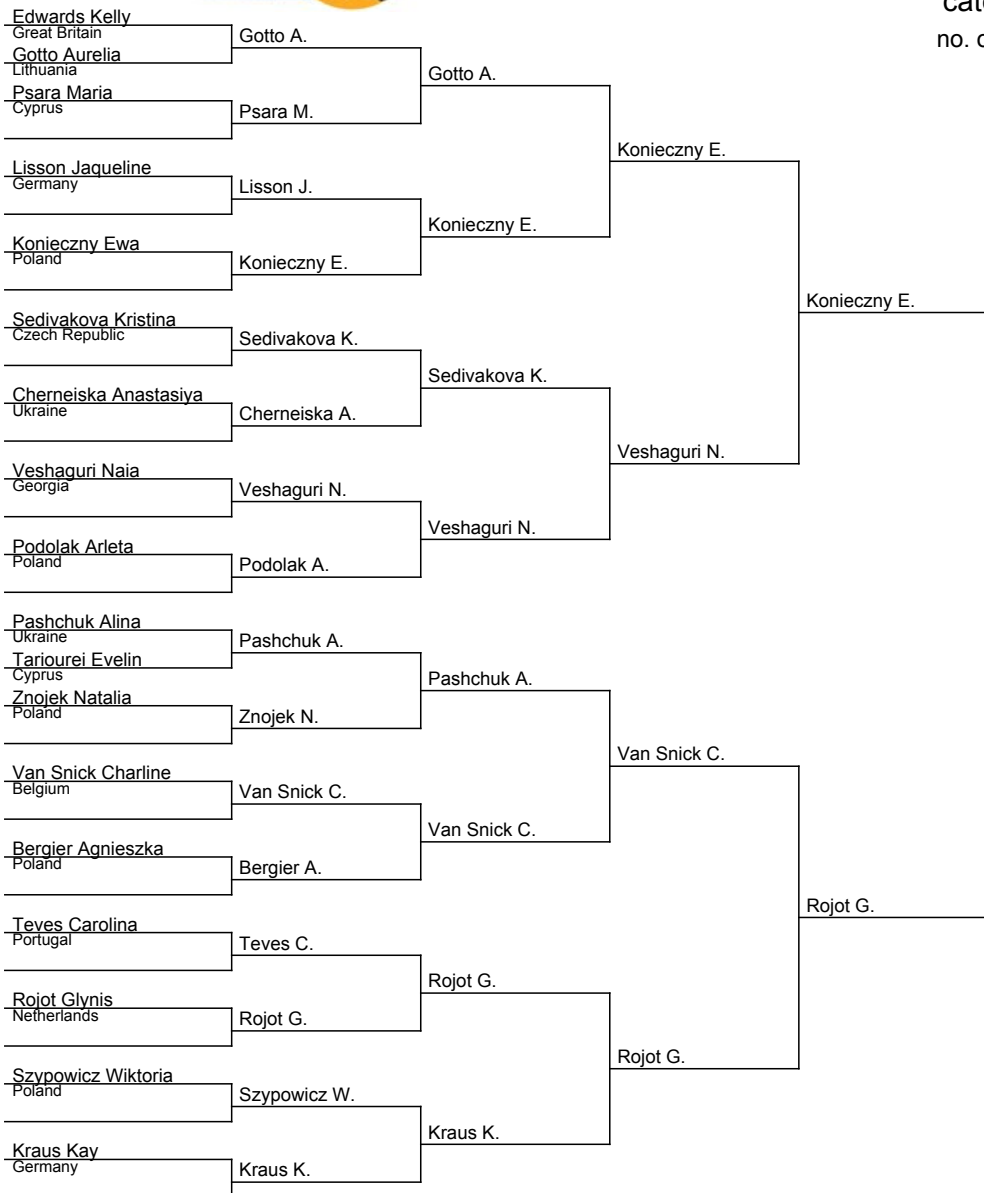 Edwards Kelly
Great Britain
Gotto Aurelia
Lithuania
Psara Maria
Cyprus
Lisson Jaqueline
Germany
Konieczny Ewa
Poland
Sedivakova Kristina
Czech Republic
Cherneiska Anastasiya
Ukraine
Veshaguri Naia
Georgia
Podolak Arleta
Poland
Pashchuk Alina
Ukraine
Tariourei Evelin
Cyprus
Znojek Natalia
Poland
Van Snick Charline
Belgium
Bergier Agnieszka
Poland
Teves Carolina
Portugal
Rojot Glynis
Netherlands
Szypowicz Wiktoria
Poland
Kraus Kay
Germany
Gotto A.
Psara M.
Lisson J.
Konieczny E.
Sedivakova K.
Cherneiska A.
Veshaguri N.
Podolak A.
Pashchuk A.
Znojek N.
Van Snick C.
Bergier A.
Teves C.
Rojot G.
Szypowicz W.
Kraus K.
Gotto A.
Konieczny E.
Sedivakova K.
Veshaguri N.
Pashchuk A.
Van Snick C.
Rojot G.
Kraus K.
Konieczny E.
Veshaguri N.
Van Snick C.
Rojot G.
Konieczny E.
Rojot G.
no.